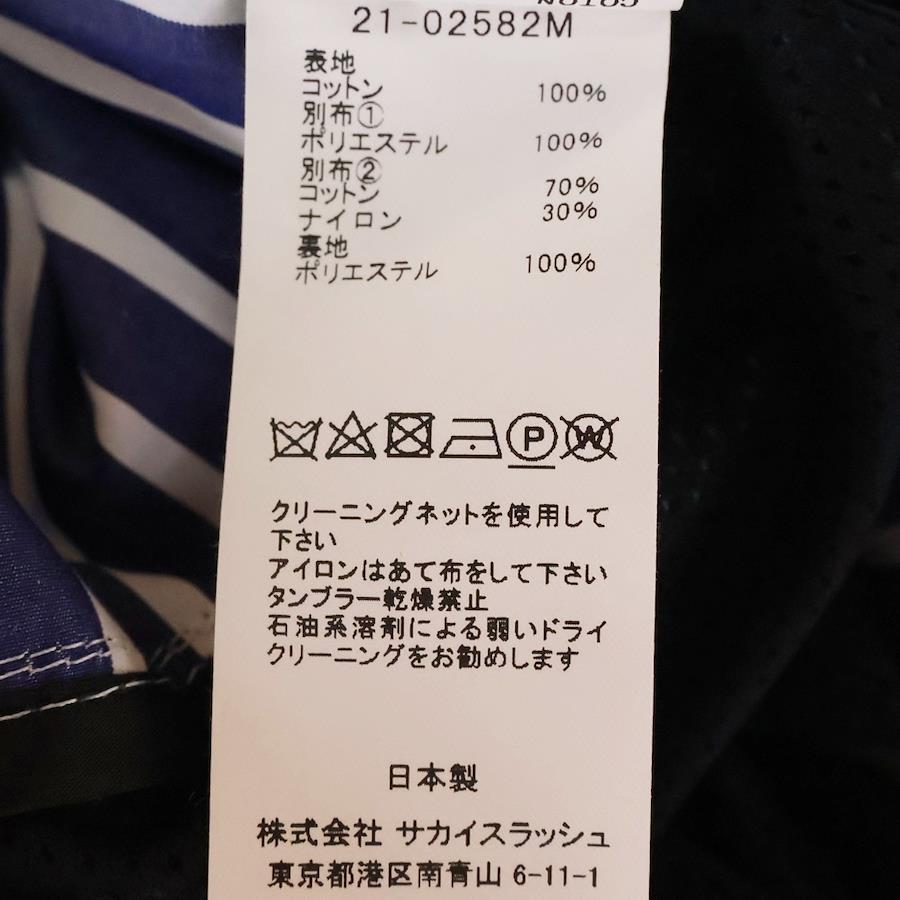 21-02582M
表地
コットン 100%
別布①
ポリエステル 100%
別布②
コットン 70%
ナイロン 30%
裏地
ポリエステル 100%
P W
クリーニングネットを使用して
下さい
アイロンはあて布をして下さい
タンブラー乾燥禁止
石油系溶剤による弱いドライ
クリーニングをお勧めします
日本製
株式会社 サカイスラッシュ
東京都港区南青山 6-11-1